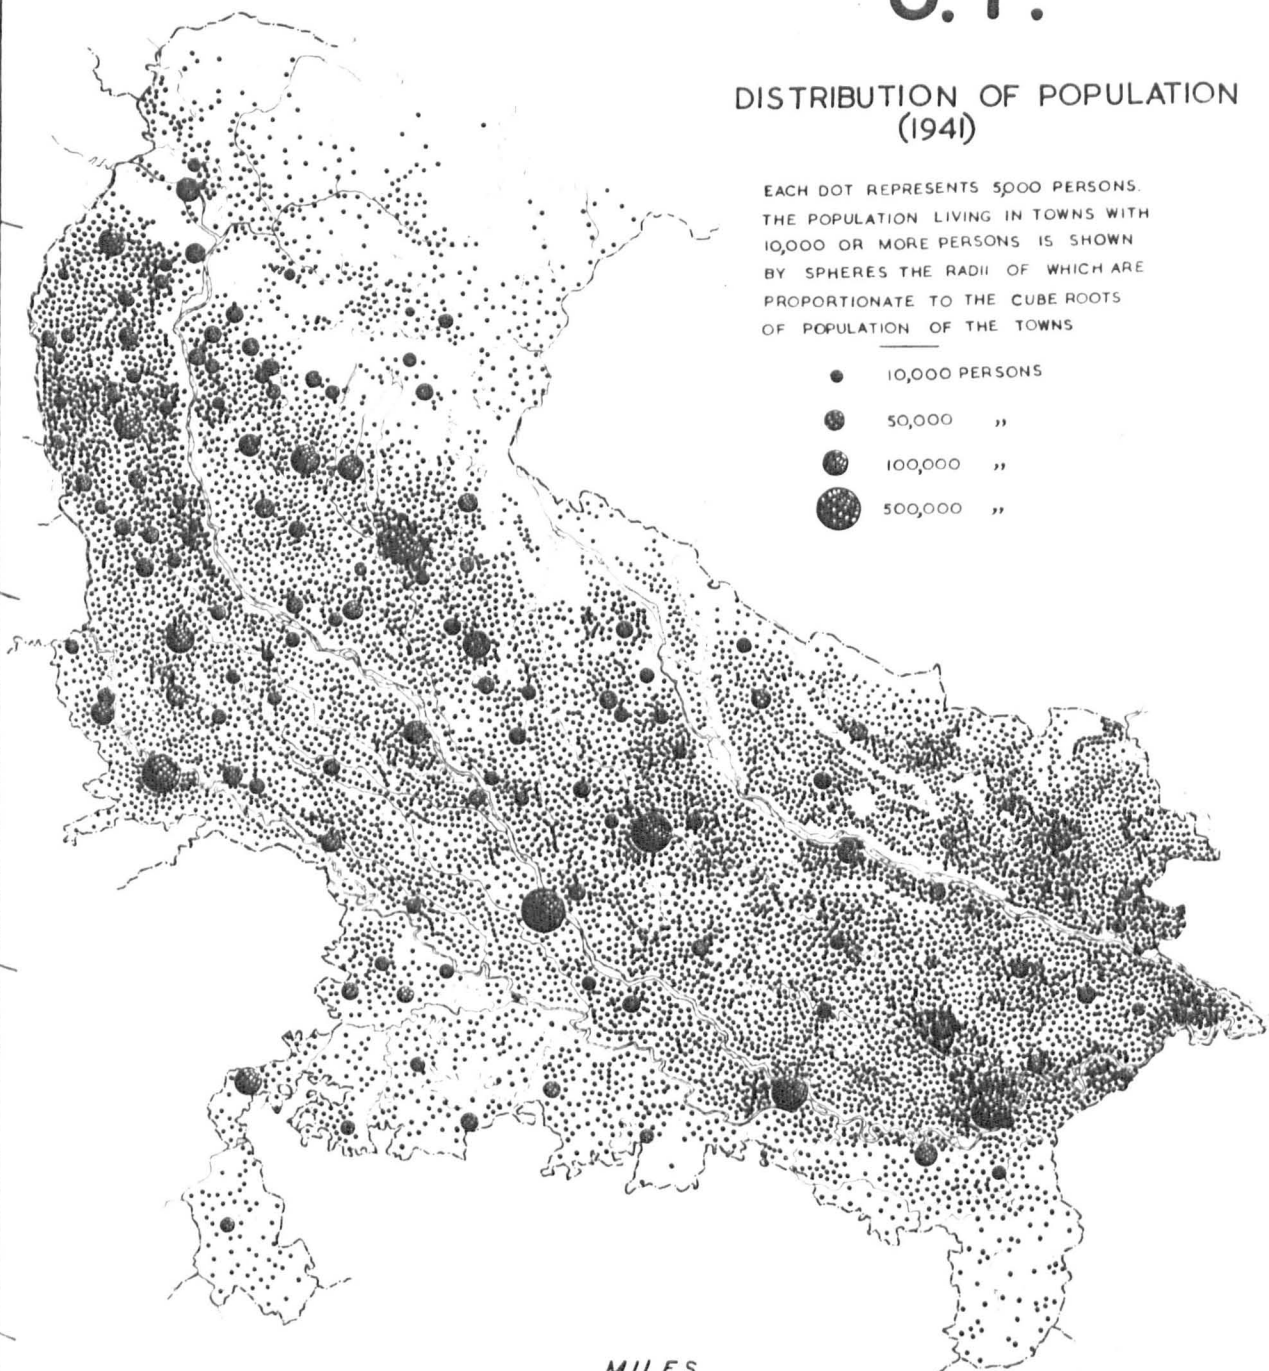 U. P.
DISTRIBUTION OF POPULATION
(1941)
EACH DOT REPRESENTS 5,000 PERSONS.
THE POPULATION LIVING IN TOWNS WITH
10,000 OR MORE PERSONS IS SHOWN
BY SPHERES THE RADII OF WHICH ARE
PROPORTIONATE TO THE CUBE ROOTS
OF POPULATION OF THE TOWNS
10,000 PERSONS
50,000 "
100,000 "
500,000 "
MILES